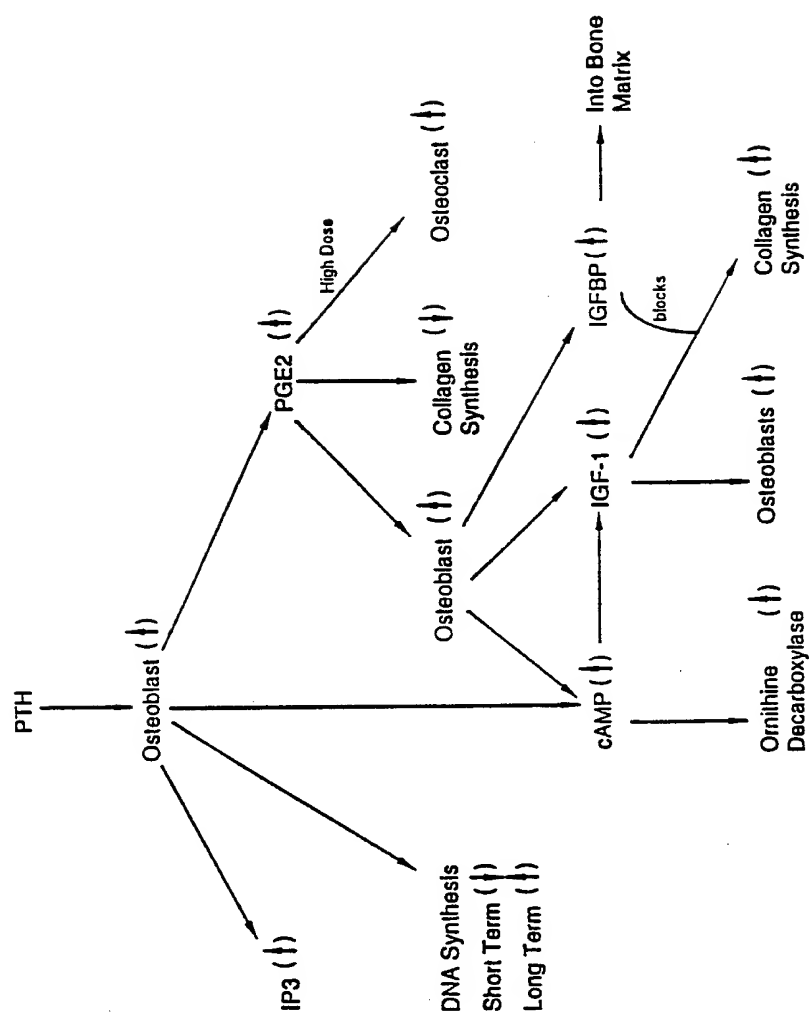 PTH
Osteoblast (↑)
IP3 (↑)
PGE2 (↑)
High Dose
DNA Synthesis
Short Term (↓)
Long Term (↑)
Osteoblast (↑)
Collagen (↓)
Synthesis
Osteoclast (↑)
cAMP (↑)
IGF-1 (↑)
IGFBP (↑)
Into Bone
Matrix
blocks
Ornithine
Decarboxylase (↑)
Osteoblasts (↑)
Collagen (↑)
Synthesis